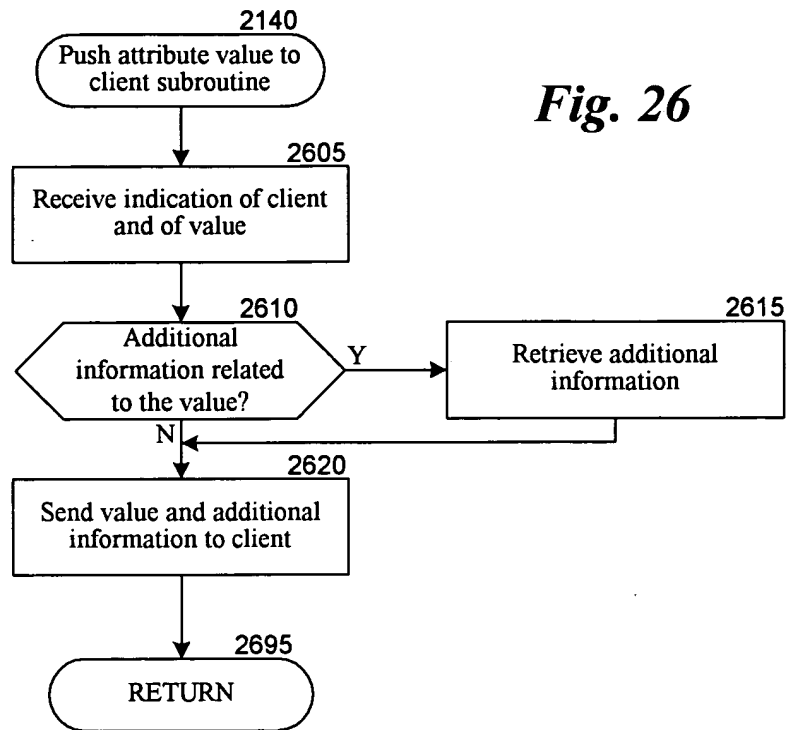 2140
Push attribute value to
client subroutine
Fig. 26
2605
Receive indication of client
and of value
2610
Additional
information related
to the value?
Y
N
2615
Retrieve additional
information
2620
Send value and additional
information to client
2695
RETURN